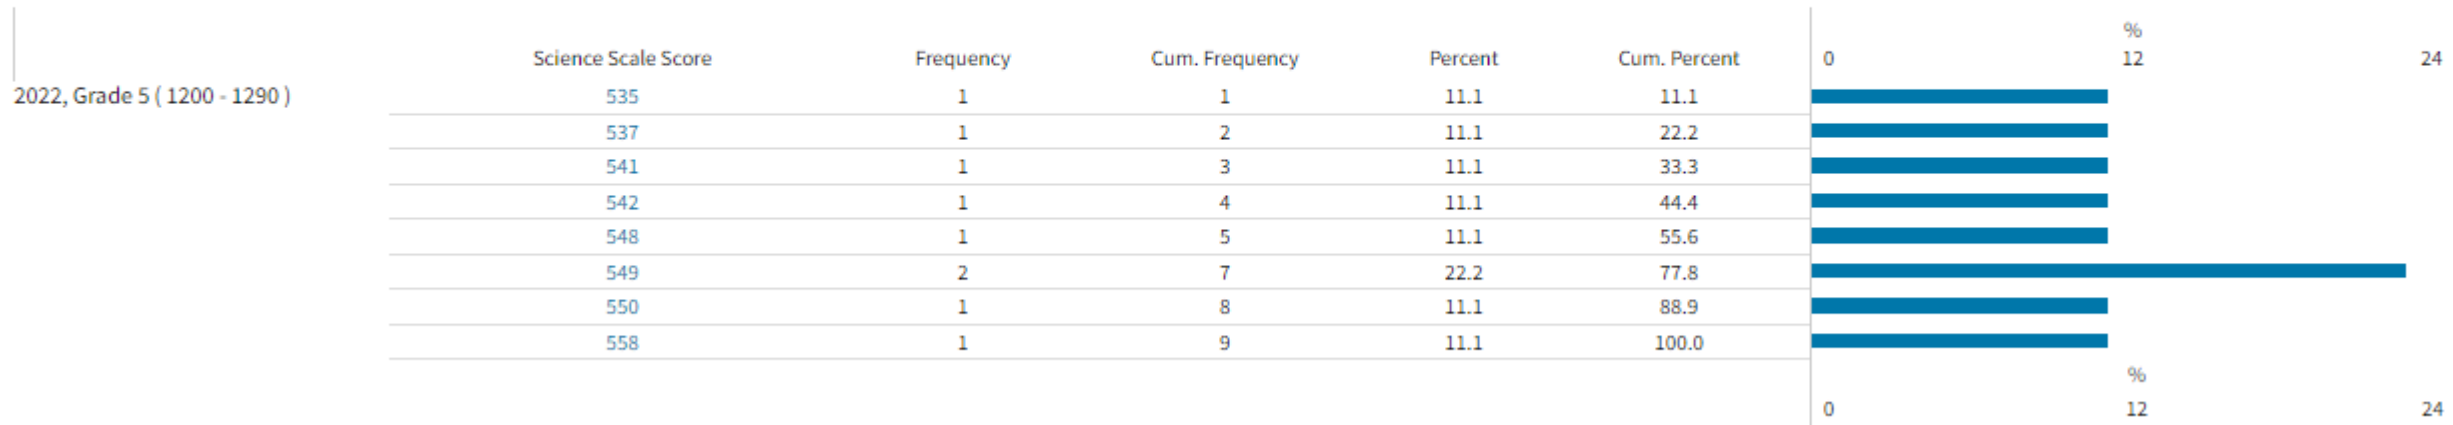 %
Science Scale Score Frequency Cum. Frequency Percent Cum. Percent 0 12 24
2022, Grade 5 ( 1200 - 1290 ) 535 1 1 11.1 11.1
537 1 2 11.1 22.2
541 1 3 11.1 33.3
542 1 4 11.1 44.4
548 1 5 11.1 55.6
549 2 7 22.2 77.8
550 1 8 11.1 88.9
558 1 9 11.1 100.0
%
0 12 24